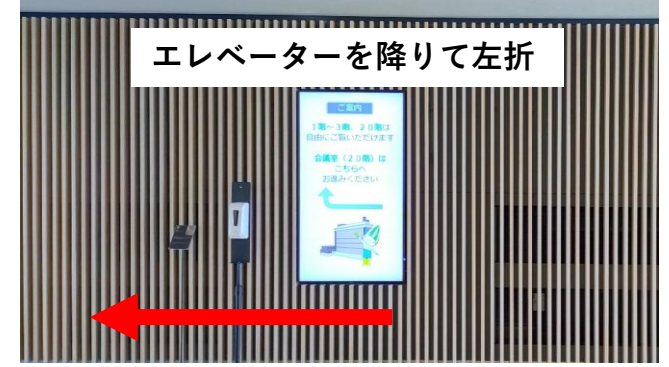 エレベーターを降りて左折
ご案内
1階～3階、20階は
自由にご覧いただけます
会議室（20階）は
こちらへ
お進みください